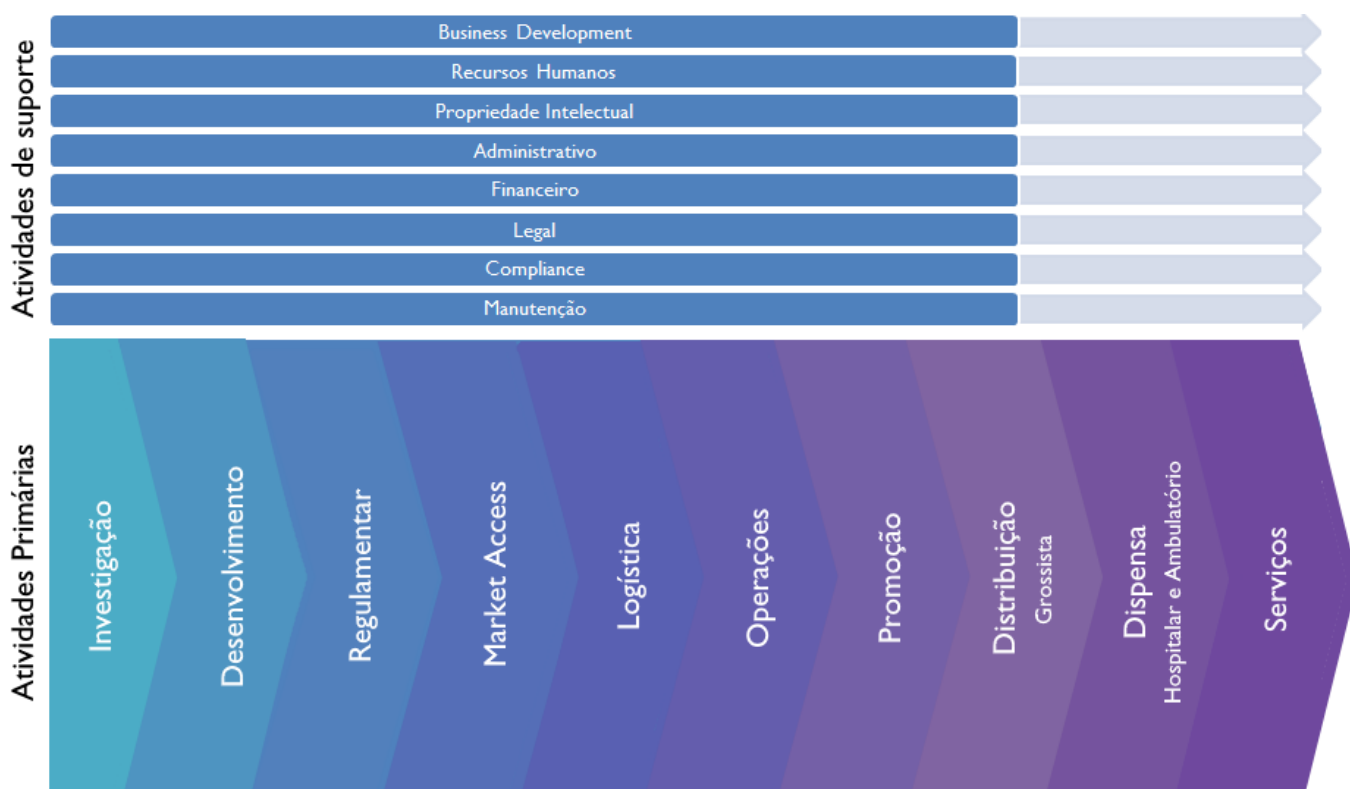 Atividades de suporte
Business Development
Recursos Humanos
Propriedade Intelectual
Administrativo
Financeiro
Legal
Compliance
Manutenção
Atividades Primárias
Investigação
Desenvolvimento
Regulamentar
Market Access
Logística
Operações
Promoção
Distribuição
Grossista
Dispensa
Hospitalar e Ambulatório
Serviços